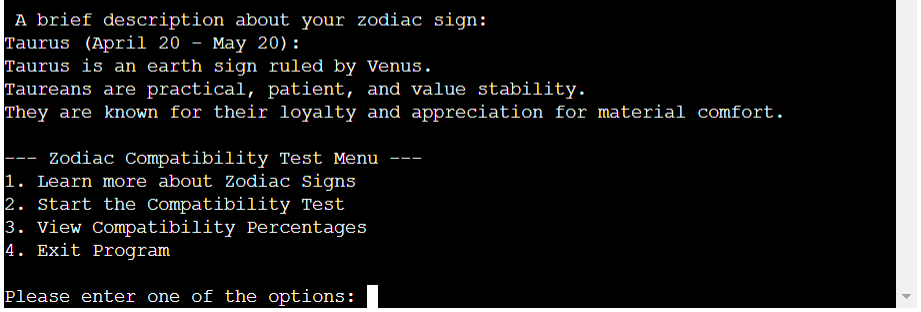 A brief description about your zodiac sign:
Taurus (April 20 – May 20):
Taurus is an earth sign ruled by Venus.
Taureans are practical, patient, and value stability.
They are known for their loyalty and appreciation for material comfort.
--- Zodiac Compatibility Test Menu ---
1. Learn more about Zodiac Signs
2. Start the Compatibility Test
3. View Compatibility Percentages
4. Exit Program
Please enter one of the options: